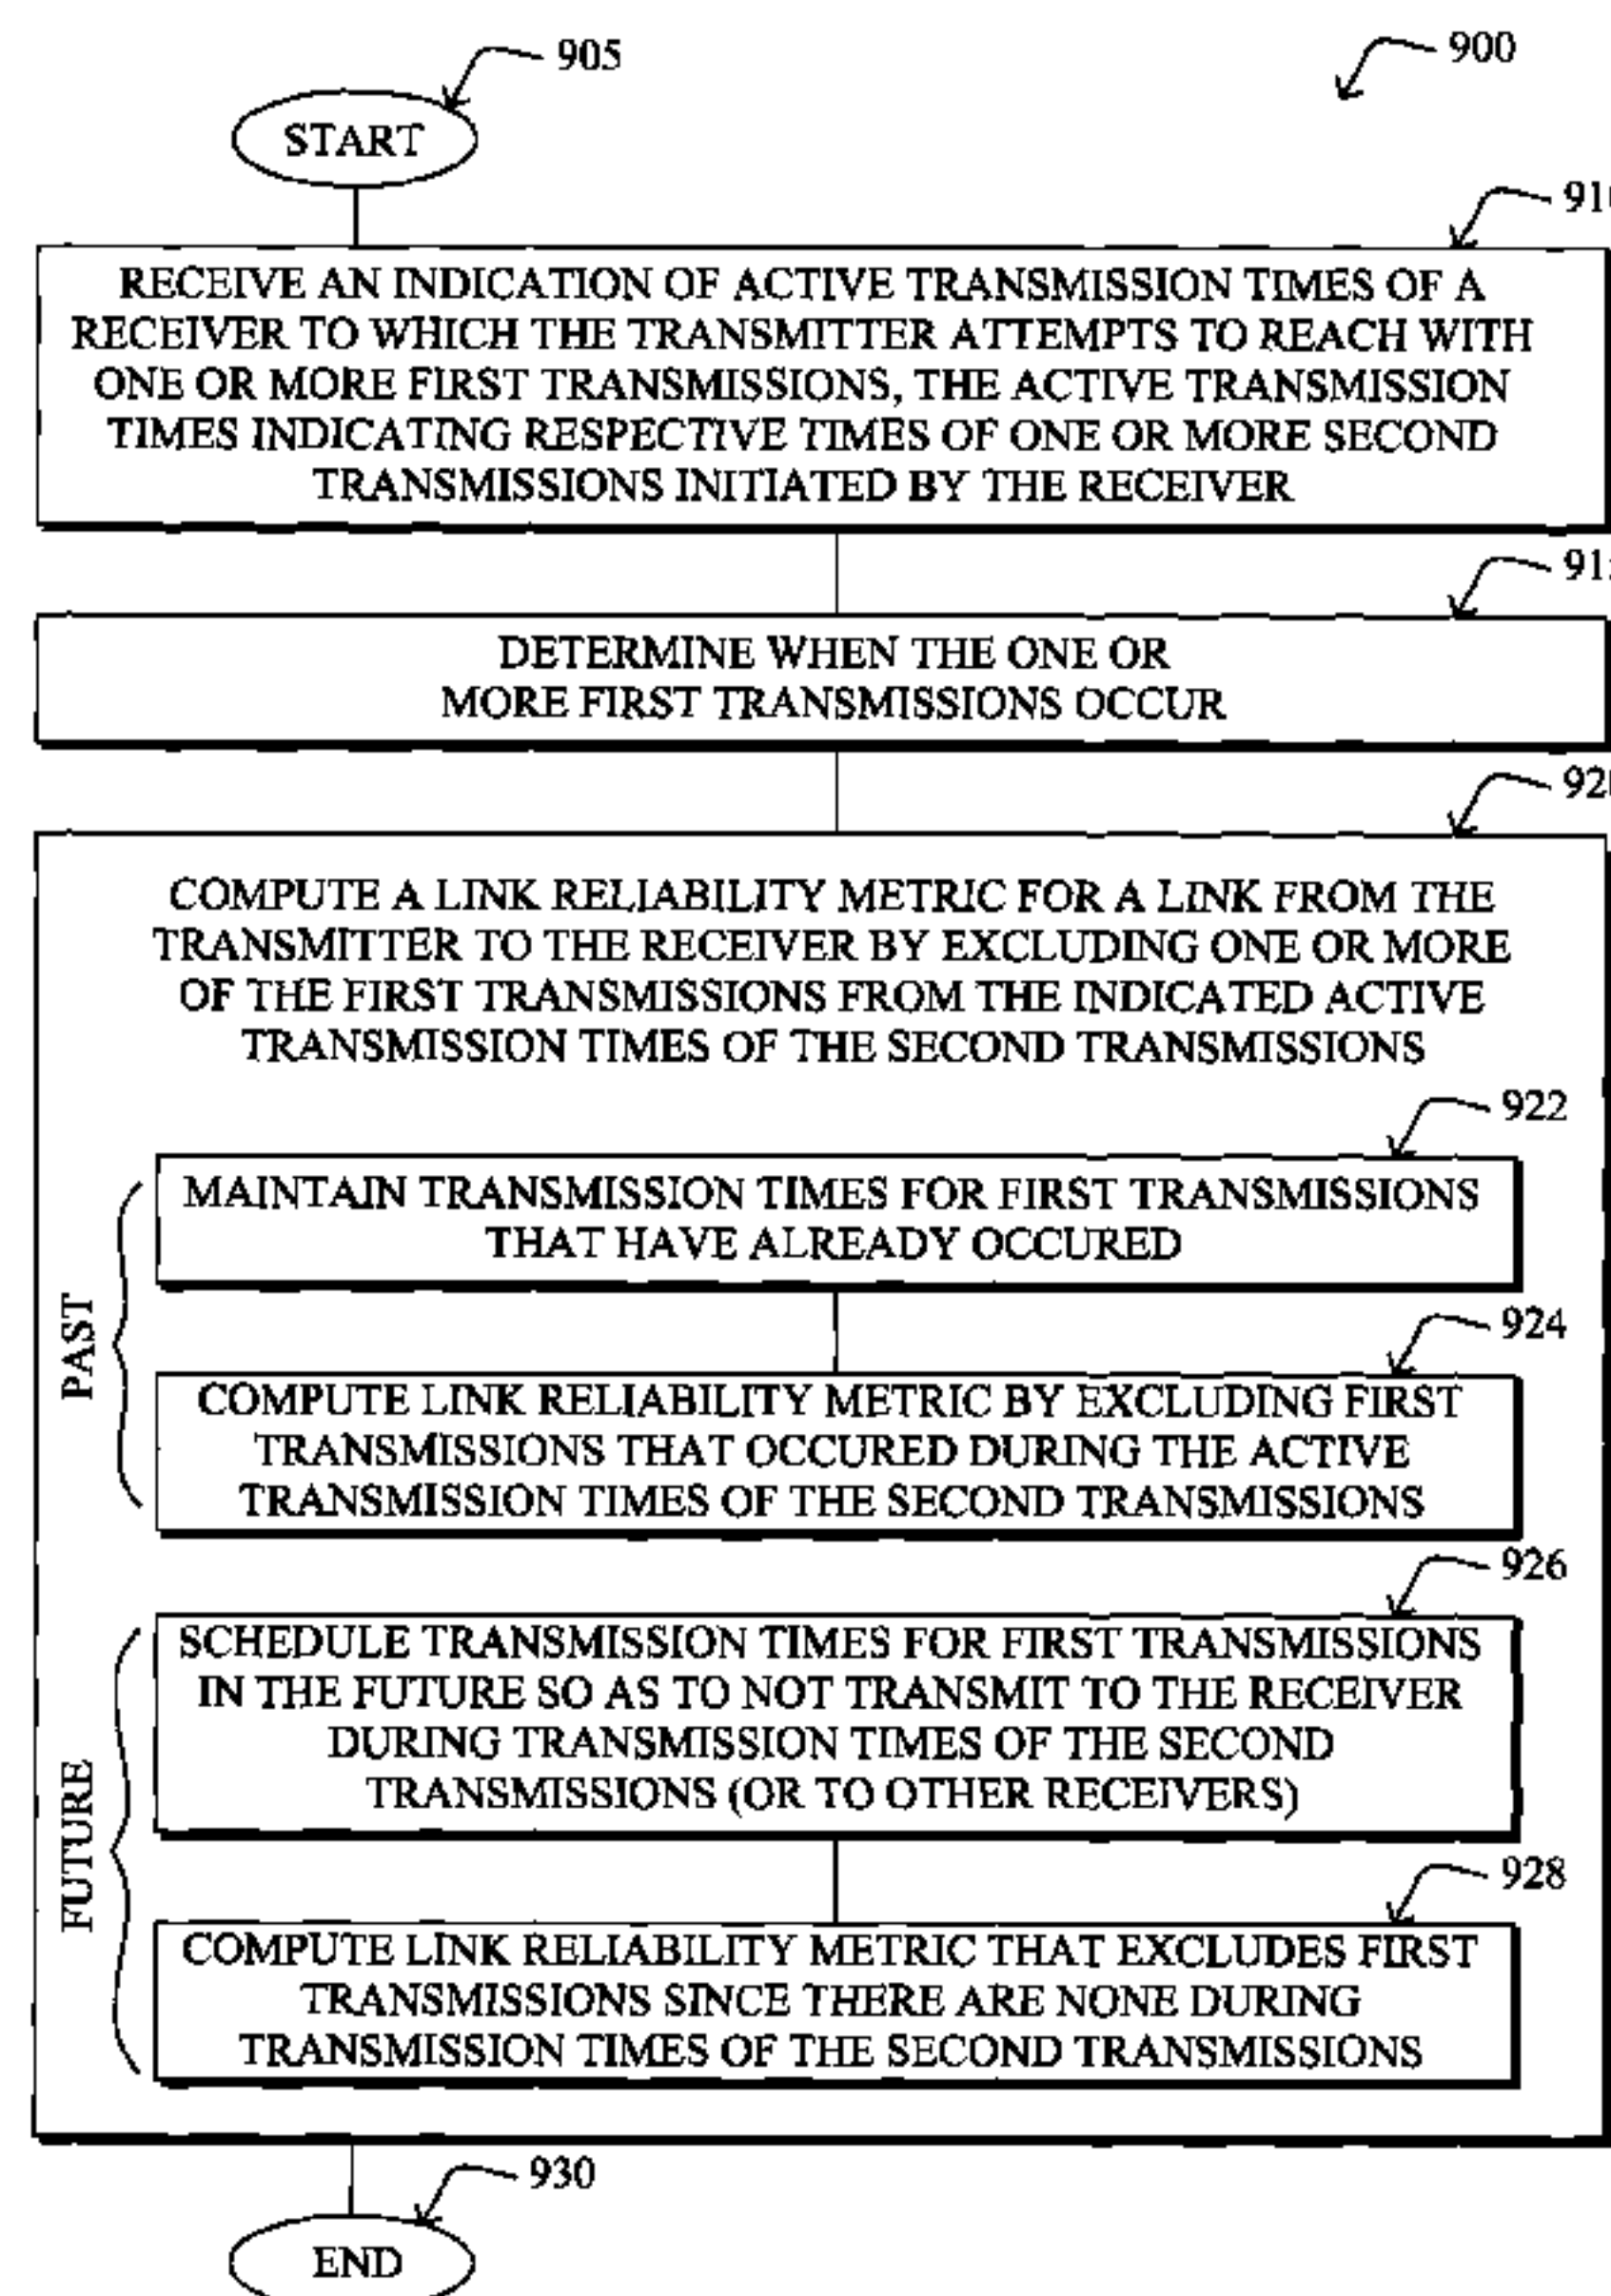 905
900
START
RECEIVE AN INDICATION OF ACTIVE TRANSMISSION TIMES OF A
RECEIVER TO WHICH THE TRANSMITTER ATTEMPTS TO REACH WITH
ONE OR MORE FIRST TRANSMISSIONS, THE ACTIVE TRANSMISSION
TIMES INDICATING RESPECTIVE TIMES OF ONE OR MORE SECOND
TRANSMISSIONS INITIATED BY THE RECEIVER
DETERMINE WHEN THE ONE OR
MORE FIRST TRANSMISSIONS OCCUR
COMPUTE A LINK RELIABILITY METRIC FOR A LINK FROM THE
TRANSMITTER TO THE RECEIVER BY EXCLUDING ONE OR MORE
OF THE FIRST TRANSMISSIONS FROM THE INDICATED ACTIVE
TRANSMISSION TIMES OF THE SECOND TRANSMISSIONS
922
PAST
MAINTAIN TRANSMISSION TIMES FOR FIRST TRANSMISSIONS
THAT HAVE ALREADY OCCURED
924
COMPUTE LINK RELIABILITY METRIC BY EXCLUDING FIRST
TRANSMISSIONS THAT OCCURED DURING THE ACTIVE
TRANSMISSION TIMES OF THE SECOND TRANSMISSIONS
926
FUTURE
SCHEDULE TRANSMISSION TIMES FOR FIRST TRANSMISSIONS
IN THE FUTURE SO AS TO NOT TRANSMIT TO THE RECEIVER
DURING TRANSMISSION TIMES OF THE SECOND
TRANSMISSIONS (OR TO OTHER RECEIVERS)
928
COMPUTE LINK RELIABILITY METRIC THAT EXCLUDES FIRST
TRANSMISSIONS SINCE THERE ARE NONE DURING
TRANSMISSION TIMES OF THE SECOND TRANSMISSIONS
930
END